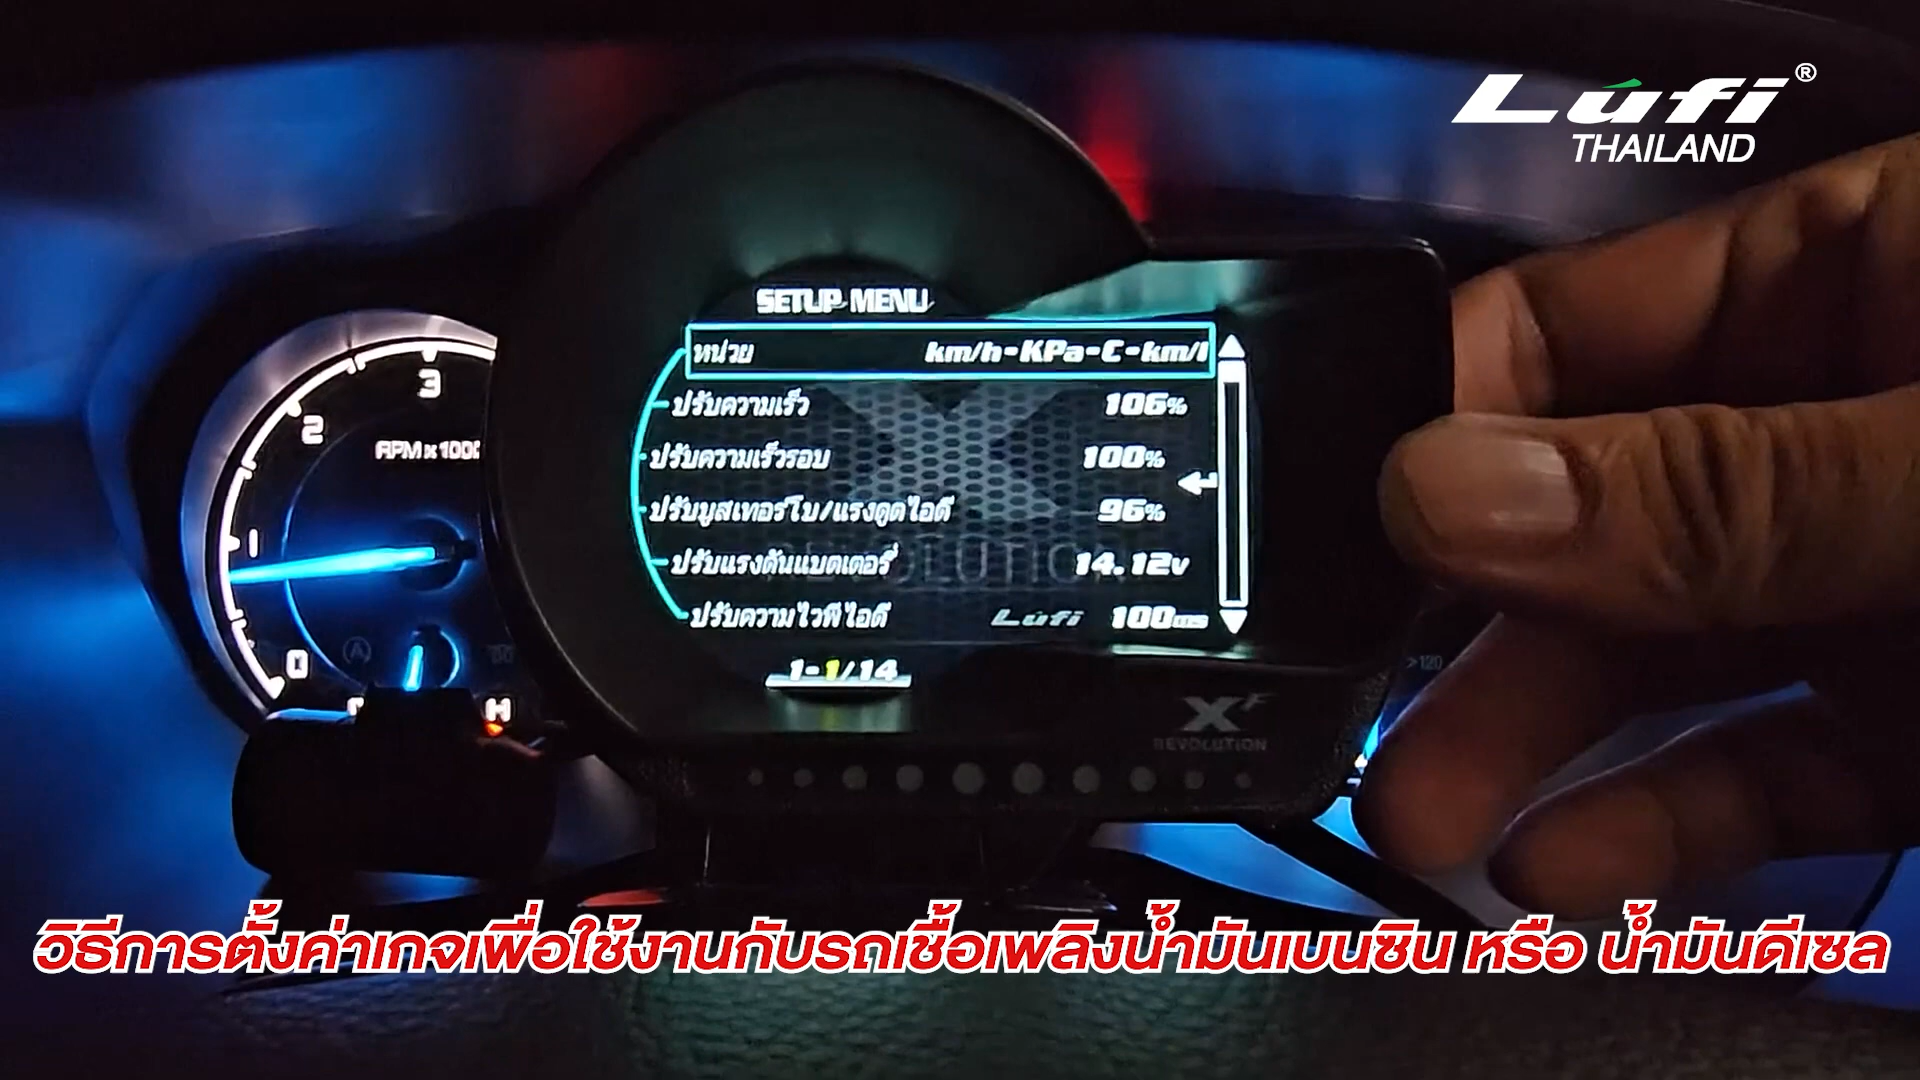 Lufi®
THAILAND
SETUP MENU
หน่วย km/h-KPa-C-km/l
ปรับความเร็ว 106%
ปรับความเร็วรอบ 100%
ปรับบูสเทอร์โบ/แรงดูดไอดี 96%
ปรับแรงดันแบตเตอรี่ 14.12v
ปรับความไวพีไอดี Lufi 100ms
1-1/14
REVOLUTION
X
REVOLUTION
3
2
RPM x 1000
1
0
H
>120
วิธีการตั้งค่าเกจเพื่อใช้งานกับรถเชื้อเพลิงน้ำมันเบนซิน หรือ น้ำมันดีเซล